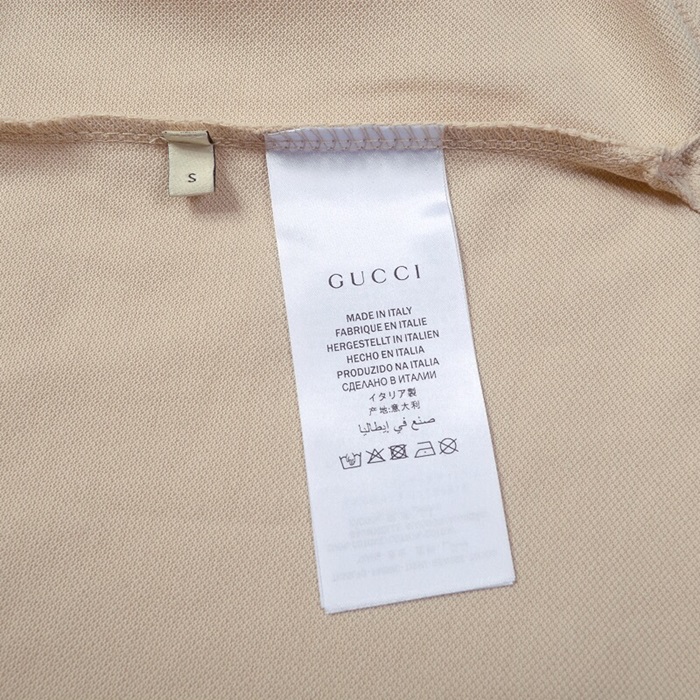 S
GUCCI
MADE IN ITALY
FABRIQUE EN ITALIE
HERGESTELLT IN ITALIEN
HECHO EN ITALIA
PRODUZIDO NA ITALIA
СДЕЛАНО В ИТАЛИИ
イタリア製
产地:意大利
صنع في إيطاليا